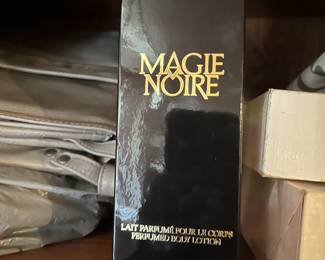 MAGIE
NOIRE
LAIT PARFUMÉ POUR LE CORPS
PERFUMED BODY LOTION